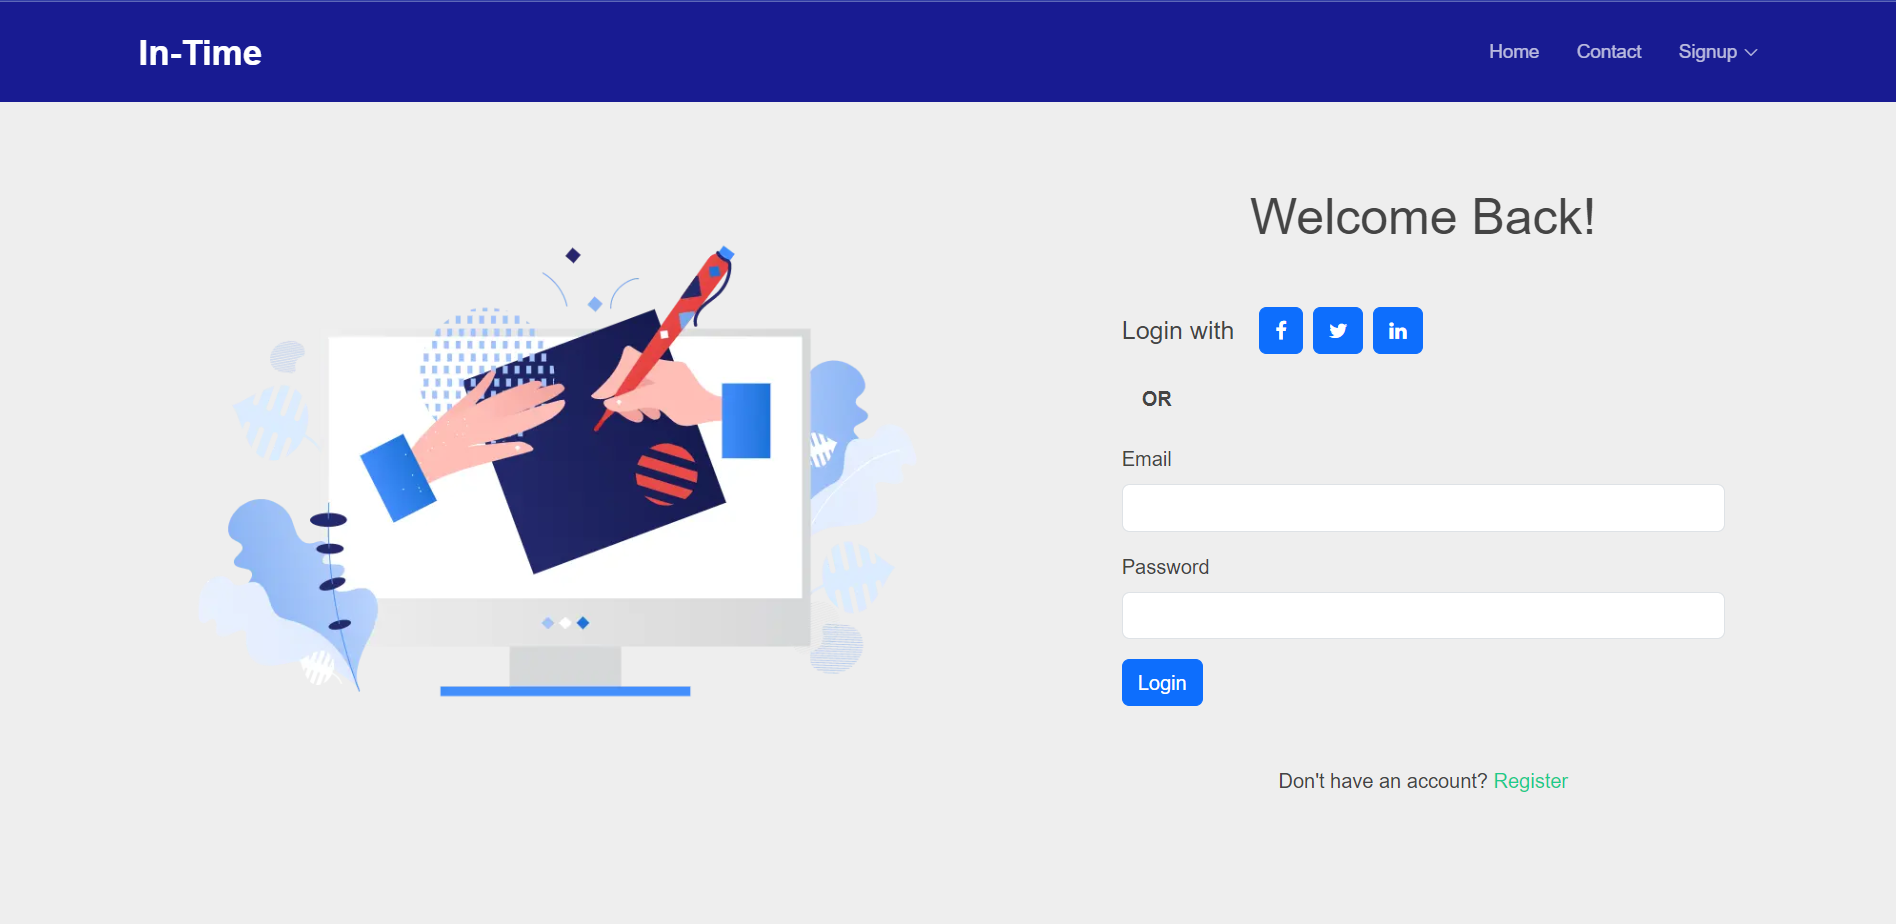 In-Time
Home Contact Signup
Welcome Back!
Login with
OR
Email
Password
Login
Don't have an account? Register